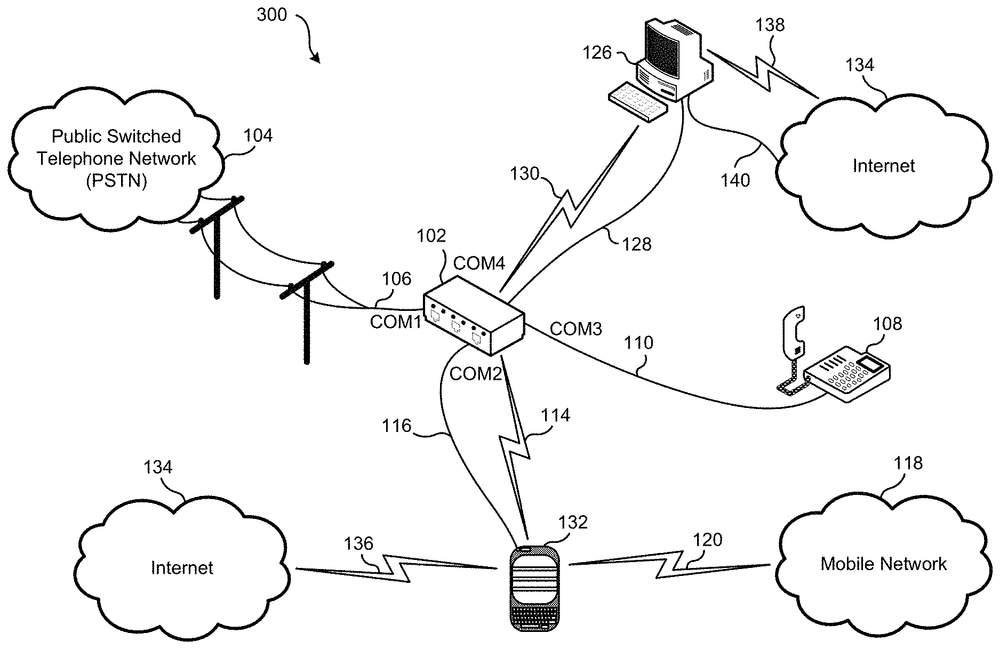 300
138
126
134
Public Switched
Telephone Network
(PSTN)
104
Internet
130
140
128
102
COM4
106
COM1
COM3
108
110
COM2
116
114
134
118
132
Internet
136
120
Mobile Network